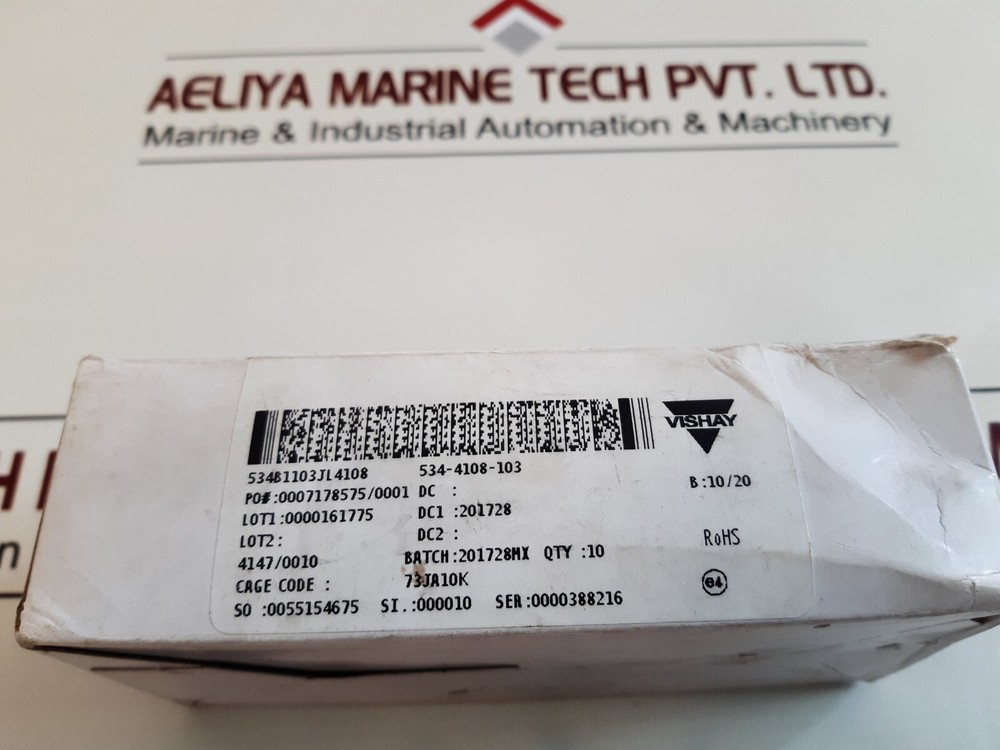 AELIYA MARINE TECH PVT. LTD.
Marine & Industrial Automation & Machinery
VISHAY
534B1103JL4108 534-4108-103
PO#:0007178575/0001 DC :
B:10/20
LOT1:0000161775 DC1 :201728
LOT2: DC2 :
RoHS
4147/0010 BATCH:201728MX QTY :10
CAGE CODE : 73JA10K
e4
SO :0055154675 SI.:000010 SER:0000388216